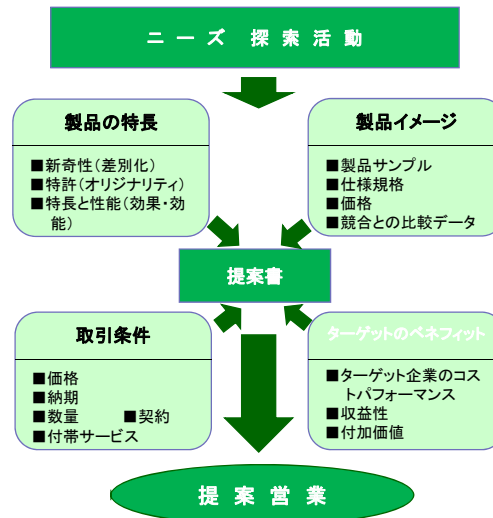 ニーズ 探索活動
製品の特長
■新奇性(差別化)
■特許(オリジナリティ)
■特長と性能(効果・効
能)
製品イメージ
■製品サンプル
■仕様規格
■価格
■競合との比較データ
提案書
取引条件
■価格
■納期
■数量 ■契約
■付帯サービス
ターゲットのベネフィット
■ターゲット企業のコス
トパフォーマンス
■収益性
■付加価値
提案営業